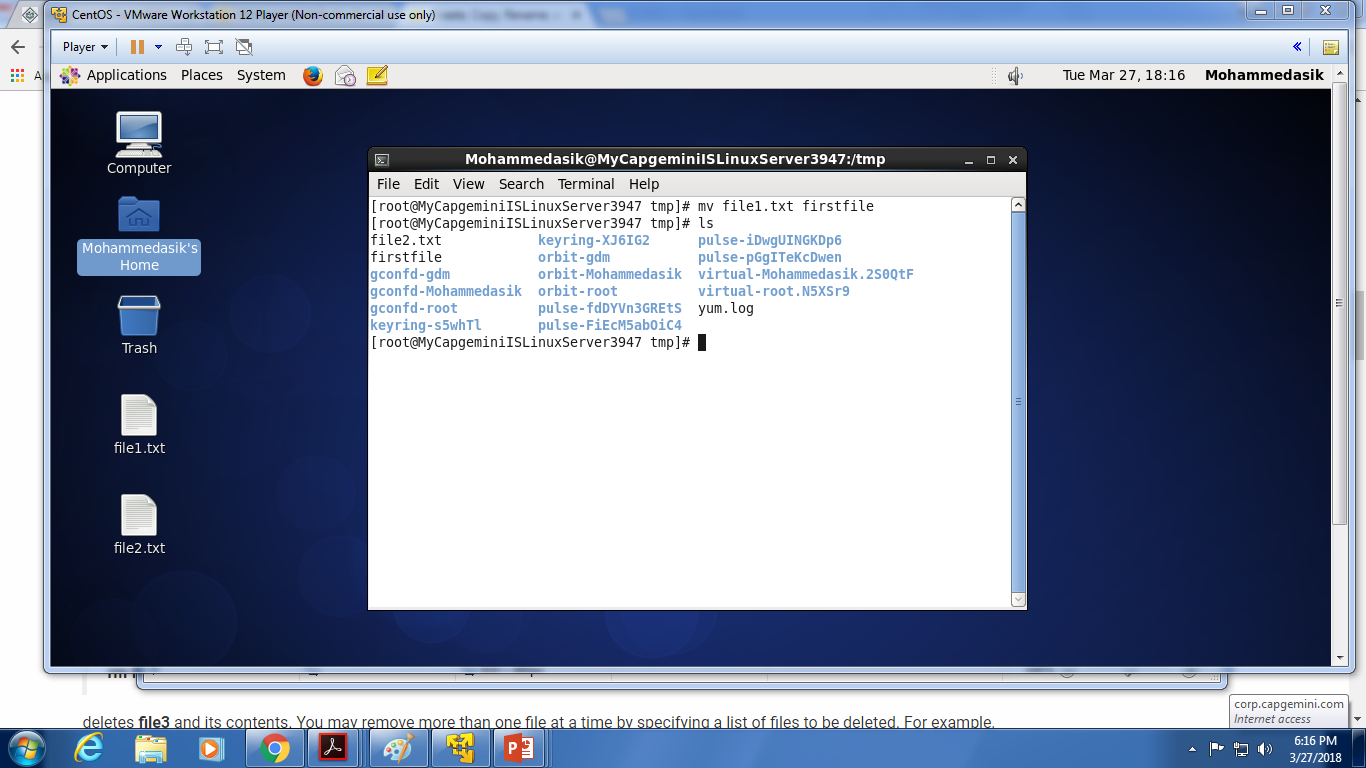 CentOS - VMware Workstation 12 Player (Non-commercial use only)
Player
Applications Places System Tue Mar 27, 18:16 Mohammedasik
Computer
Mohammedasik's
Home
Trash
file1.txt
file2.txt
Mohammedasik@MyCapgeminiISLinuxServer3947:/tmp
File Edit View Search Terminal Help
[root@MyCapgeminiISLinuxServer3947 tmp]# mv file1.txt firstfile
[root@MyCapgeminiISLinuxServer3947 tmp]# ls
file2.txt keyring-XJ6IG2 pulse-iDwgUINGKDp6
firstfile orbit-gdm pulse-pGgITeKcDwen
gconfd-gdm orbit-Mohammedasik virtual-Mohammedasik.2S0QtF
gconfd-Mohammedasik orbit-root virtual-root.N5XSr9
gconfd-root pulse-fdDYVn3GREtS yum.log
keyring-s5whTl pulse-FiEcM5abOiC4
[root@MyCapgeminiISLinuxServer3947 tmp]#
deletes file3 and its contents. You may remove more than one file at a time by specifying a list of files to be deleted. For example,
corp.capgemini.com
Internet access
6:16 PM
3/27/2018